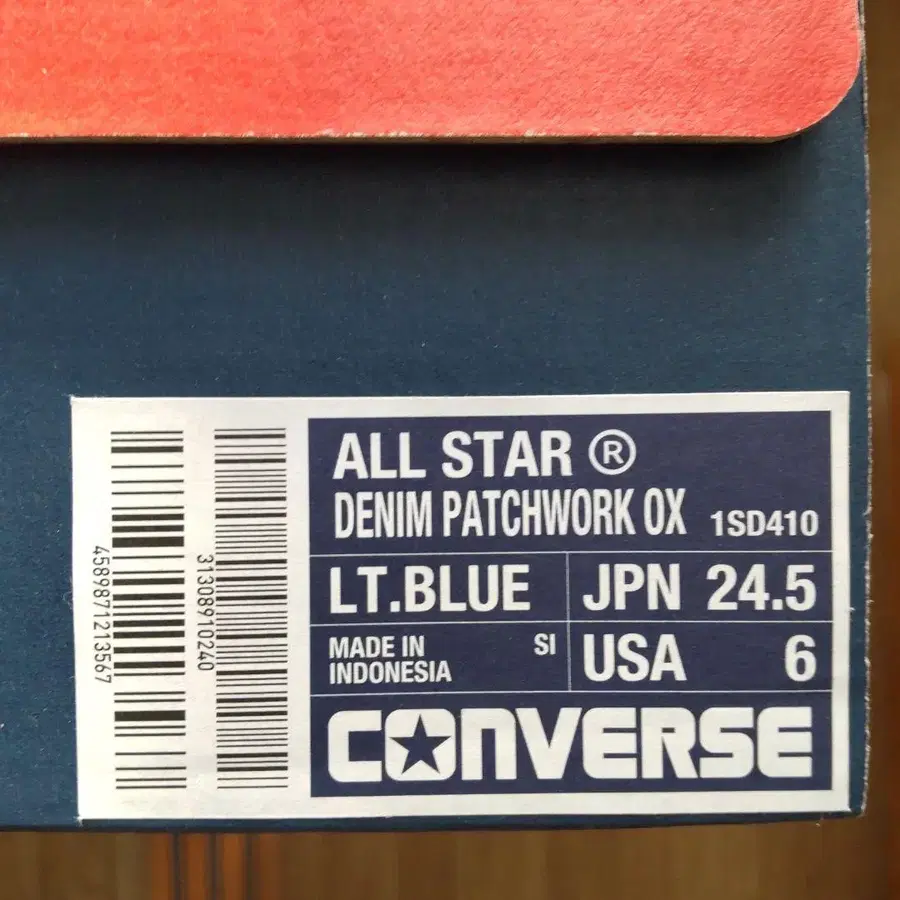 ALL STAR ®
DENIM PATCHWORK OX 1SD410
LT.BLUE JPN 24.5
MADE IN INDONESIA SI USA 6
CONVERSE
4589871213567
31308910240